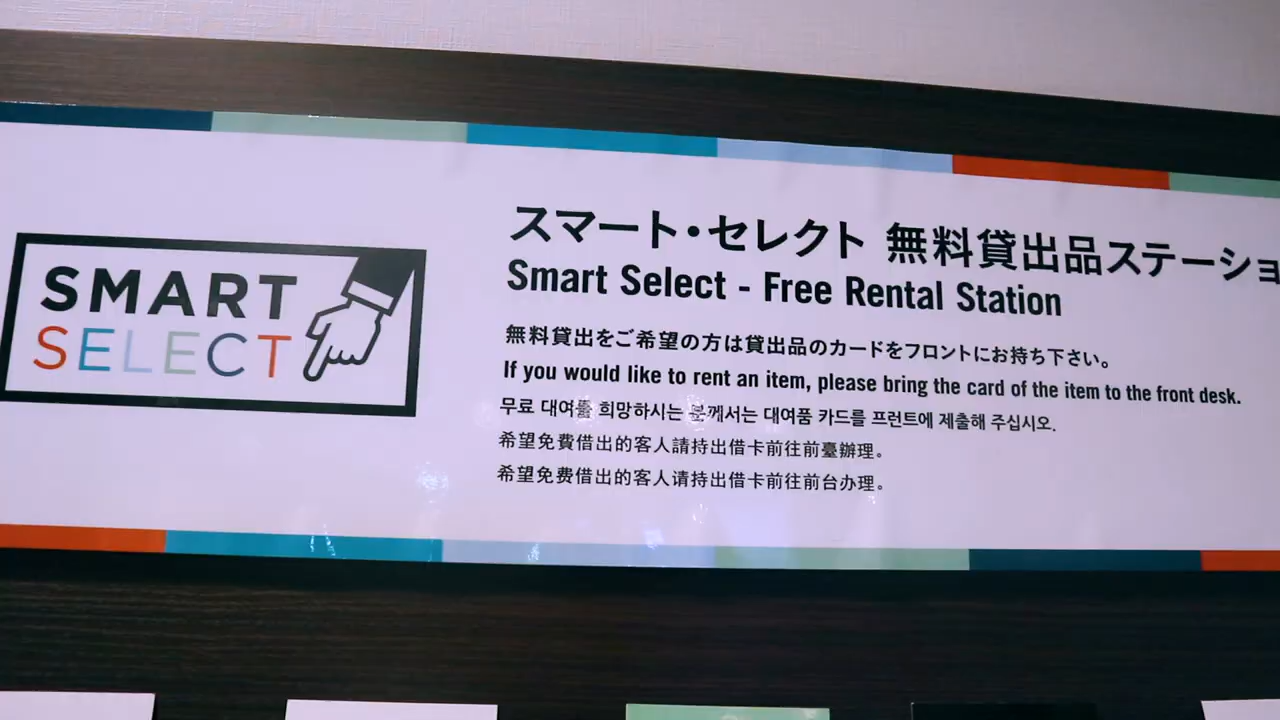 SMART
SELECT
スマート・セレクト 無料貸出品ステーショ
Smart Select - Free Rental Station
無料貸出をご希望の方は貸出品のカードをフロントにお持ち下さい。
If you would like to rent an item, please bring the card of the item to the front desk.
무료 대여를 희망하시는 분께서는 대여품 카드를 프런트에 제출해 주십시오.
希望免費借出的客人請持出借卡前往前臺辦理。
希望免费借出的客人请持出借卡前往前台办理。